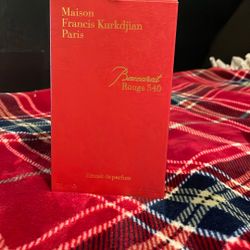 Maison
Francis Kurkdjian
Paris
Baccarat
Rouge 540
Extrait de parfum